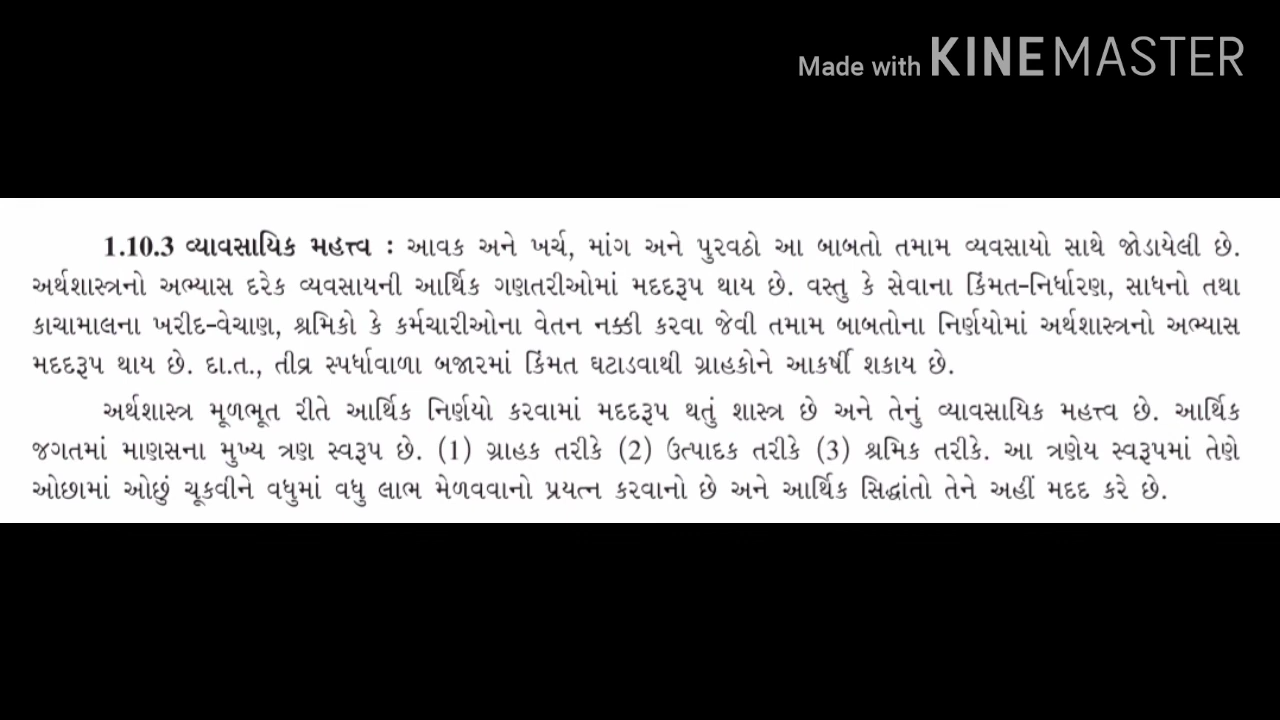 Made with KINEMASTER
1.10.3 વ્યાવસાયિક મહત્ત્વ : આવક અને ખર્ચ, માંગ અને પુરવઠો આ બાબતો તમામ વ્યવસાયો સાથે જોડાયેલી છે.
અર્થશાસ્ત્રનો અભ્યાસ દરેક વ્યવસાયની આર્થિક ગણતરીઓમાં મદદરૂપ થાય છે. વસ્તુ કે સેવાના કિંમત-નિર્ધારણ, સાધનો તથા
કાચામાલના ખરીદ-વેચાણ, શ્રમિકો કે કર્મચારીઓના વેતન નક્કી કરવા જેવી તમામ બાબતોના નિર્ણયોમાં અર્થશાસ્ત્રનો અભ્યાસ
મદદરૂપ થાય છે. દા.ત., તીવ્ર સ્પર્ધાવાળા બજારમાં કિંમત ઘટાડવાથી ગ્રાહકોને આકર્ષી શકાય છે.
અર્થશાસ્ત્ર મૂળભૂત રીતે આર્થિક નિર્ણયો કરવામાં મદદરૂપ થતું શાસ્ત્ર છે અને તેનું વ્યાવસાયિક મહત્ત્વ છે. આર્થિક
જગતમાં માણસના મુખ્ય ત્રણ સ્વરૂપ છે. (1) ગ્રાહક તરીકે (2) ઉત્પાદક તરીકે (3) શ્રમિક તરીકે. આ ત્રણેય સ્વરૂપમાં તેણે
ઓછામાં ઓછું ચૂકવીને વધુમાં વધુ લાભ મેળવવાનો પ્રયત્ન કરવાનો છે અને આર્થિક સિદ્ધાંતો તેને અહીં મદદ કરે છે.